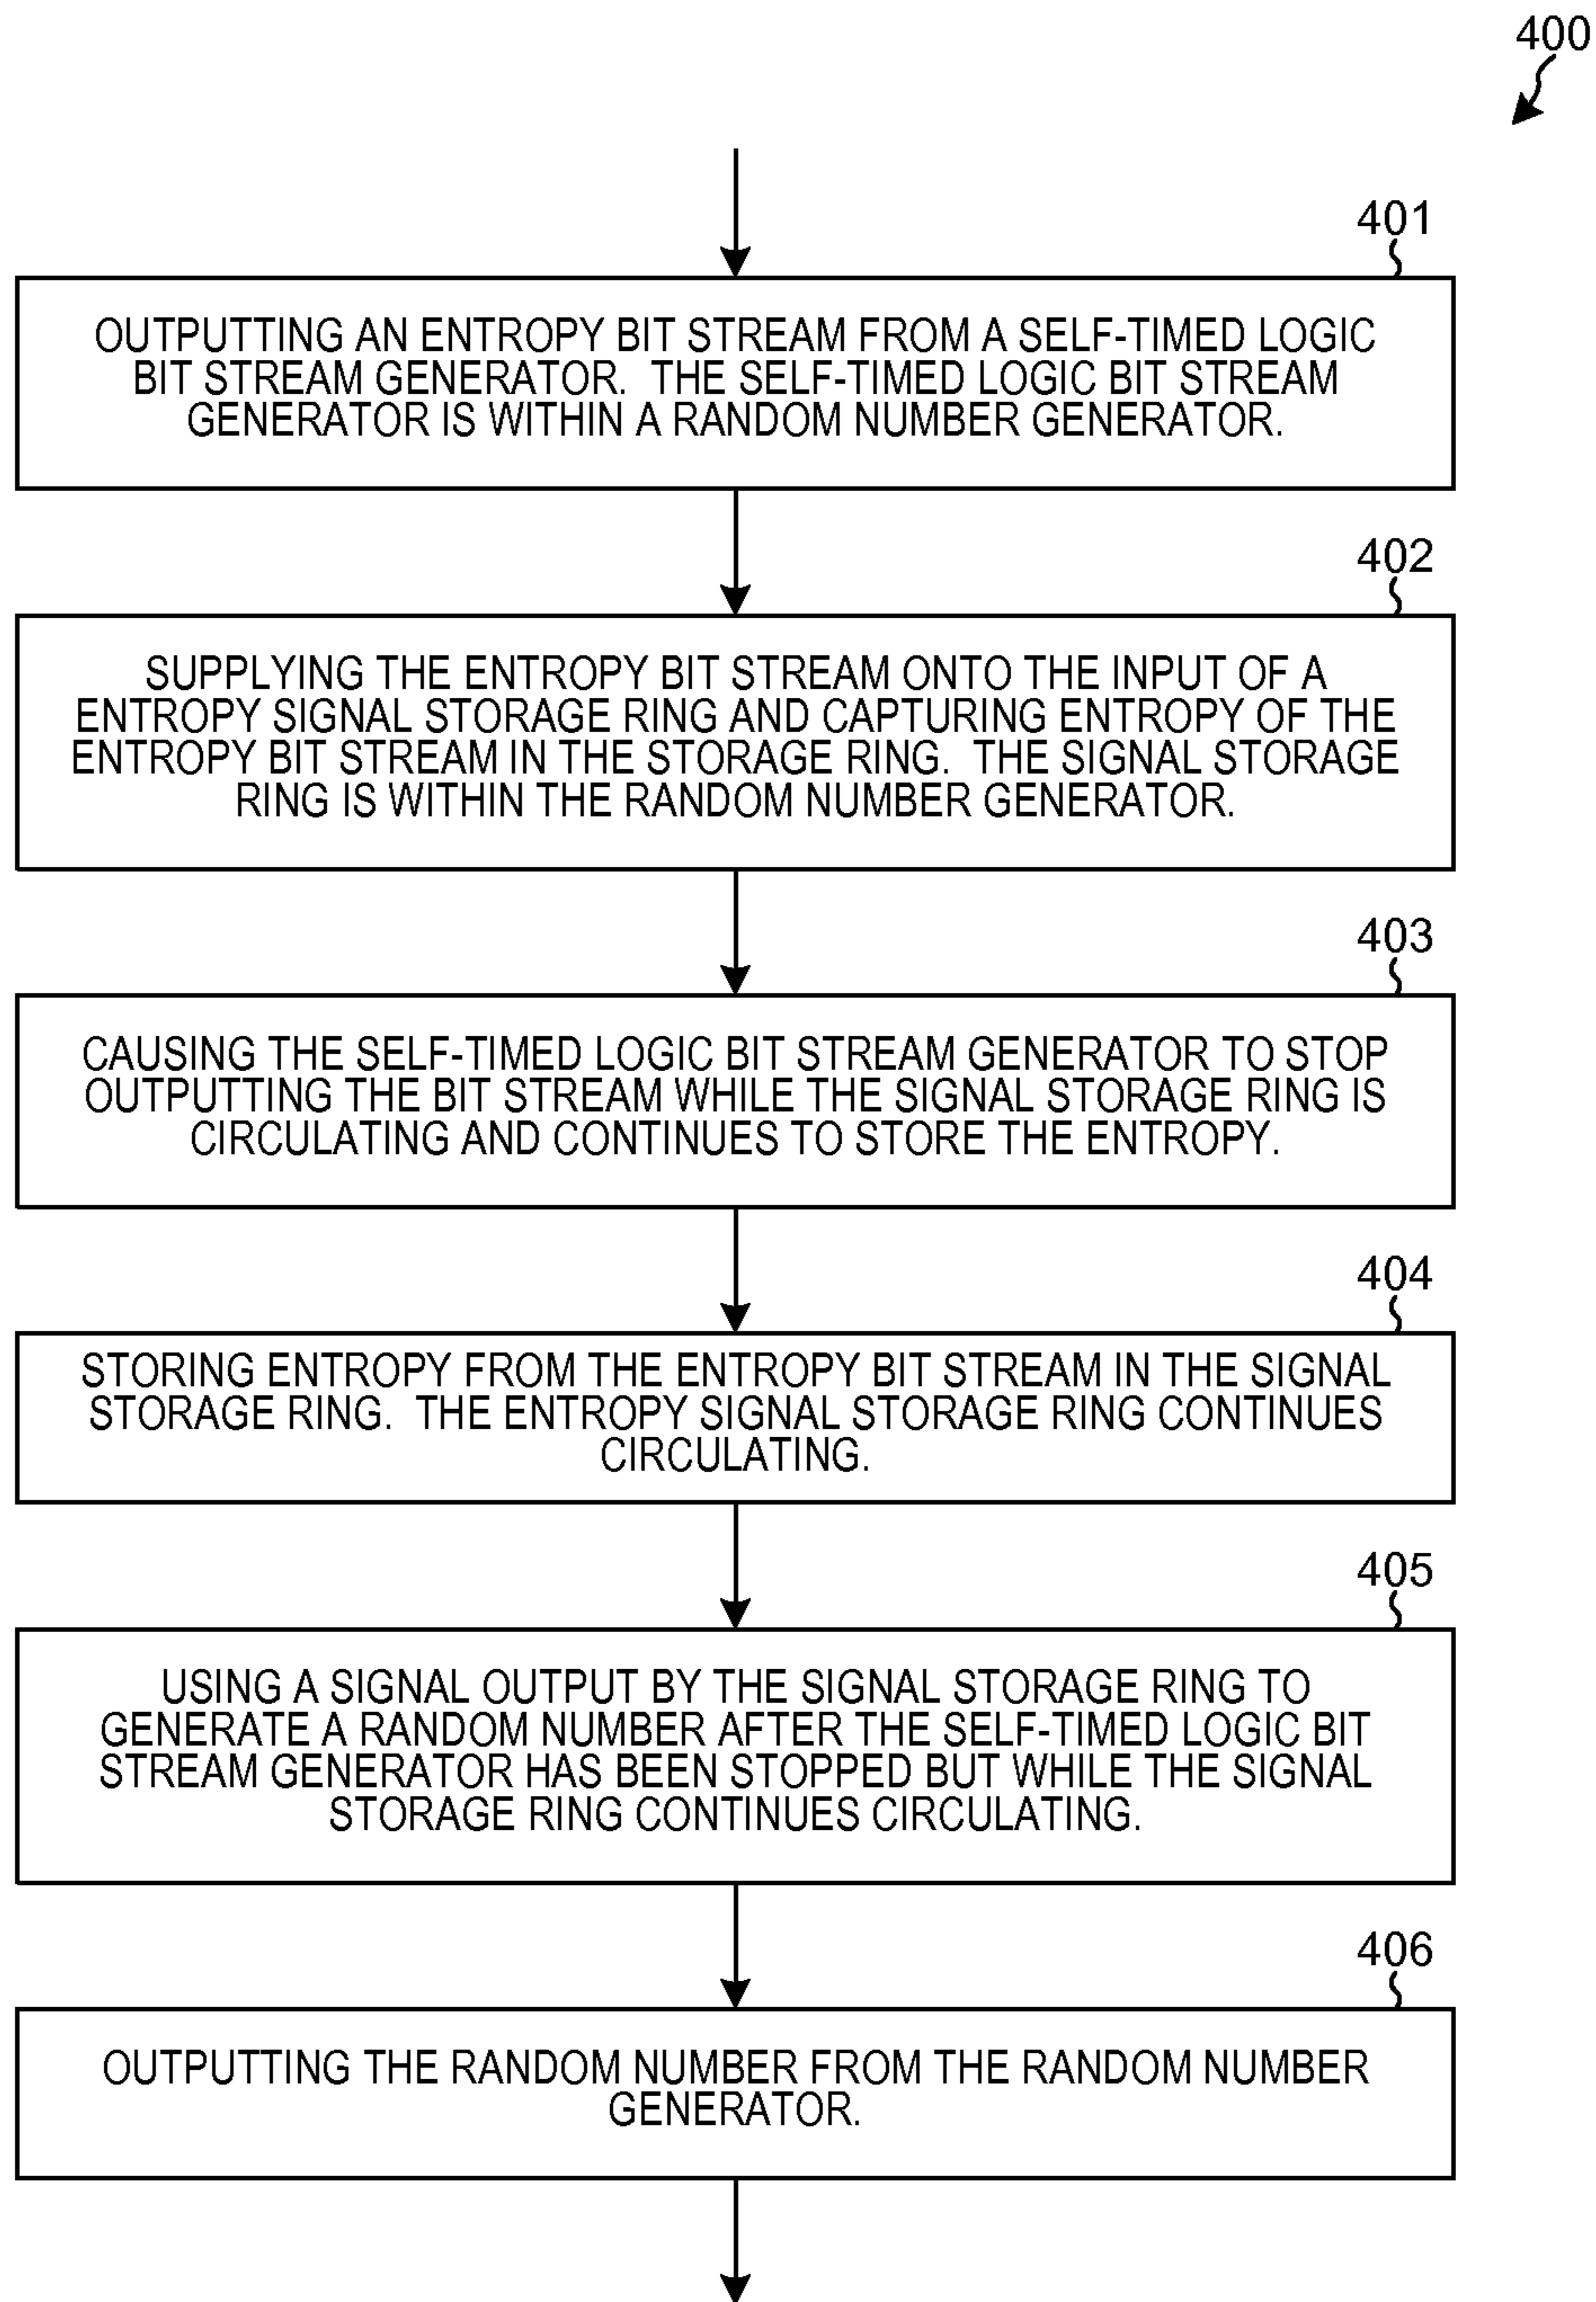 400
401
OUTPUTTING AN ENTROPY BIT STREAM FROM A SELF-TIMED LOGIC
BIT STREAM GENERATOR. THE SELF-TIMED LOGIC BIT STREAM
GENERATOR IS WITHIN A RANDOM NUMBER GENERATOR.
402
SUPPLYING THE ENTROPY BIT STREAM ONTO THE INPUT OF A
ENTROPY SIGNAL STORAGE RING AND CAPTURING ENTROPY OF THE
ENTROPY BIT STREAM IN THE STORAGE RING. THE SIGNAL STORAGE
RING IS WITHIN THE RANDOM NUMBER GENERATOR.
403
CAUSING THE SELF-TIMED LOGIC BIT STREAM GENERATOR TO STOP
OUTPUTTING THE BIT STREAM WHILE THE SIGNAL STORAGE RING IS
CIRCULATING AND CONTINUES TO STORE THE ENTROPY.
404
STORING ENTROPY FROM THE ENTROPY BIT STREAM IN THE SIGNAL
STORAGE RING. THE ENTROPY SIGNAL STORAGE RING CONTINUES
CIRCULATING.
405
USING A SIGNAL OUTPUT BY THE SIGNAL STORAGE RING TO
GENERATE A RANDOM NUMBER AFTER THE SELF-TIMED LOGIC BIT
STREAM GENERATOR HAS BEEN STOPPED BUT WHILE THE SIGNAL
STORAGE RING CONTINUES CIRCULATING.
406
OUTPUTTING THE RANDOM NUMBER FROM THE RANDOM NUMBER
GENERATOR.